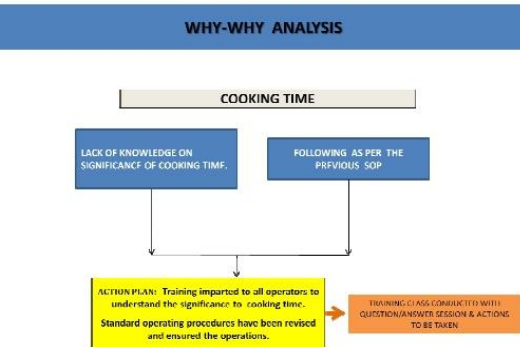 WHY-WHY ANALYSIS
COOKING TIME
LACK OF KNOWLEDGE ON
SIGNIFICANCE OF COOKING TIME.
FOLLOWING AS PER THE
PREVIOUS SOP
ACTION PLAN: Training imparted to all operators to
understand the significance to cooking time.
Standard operating procedures have been revised
and ensured the operations.
TRAINING CLASS CONDUCTED WITH
QUESTION/ANSWER SESSION & ACTIONS
TO BE TAKEN